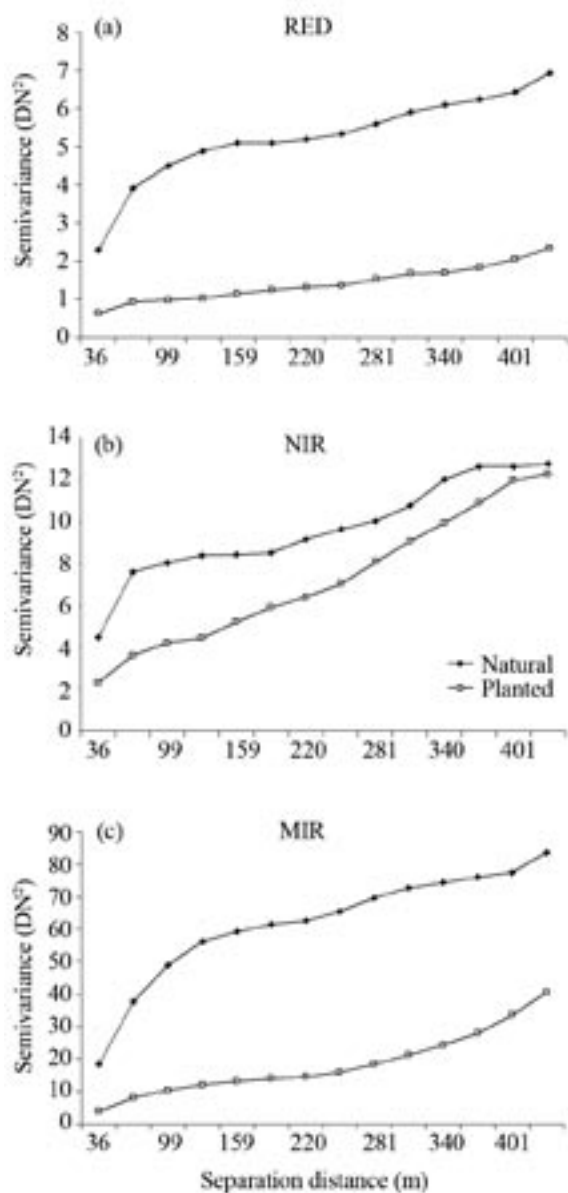 (a) RED
8
7
6
5
4
3
2
1
0
Semivariance (DN²)
36 99 159 220 281 340 401
(b) NIR
14
12
10
8
6
4
2
0
Semivariance (DN²)
Natural
Planted
36 99 159 220 281 340 401
(c) MIR
90
80
70
60
50
40
30
20
10
0
Semivariance (DN²)
36 99 159 220 281 340 401
Separation distance (m)